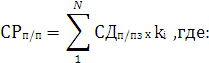 СРп/п = ∑ (N, 1) СДп/пз х ki ,где: